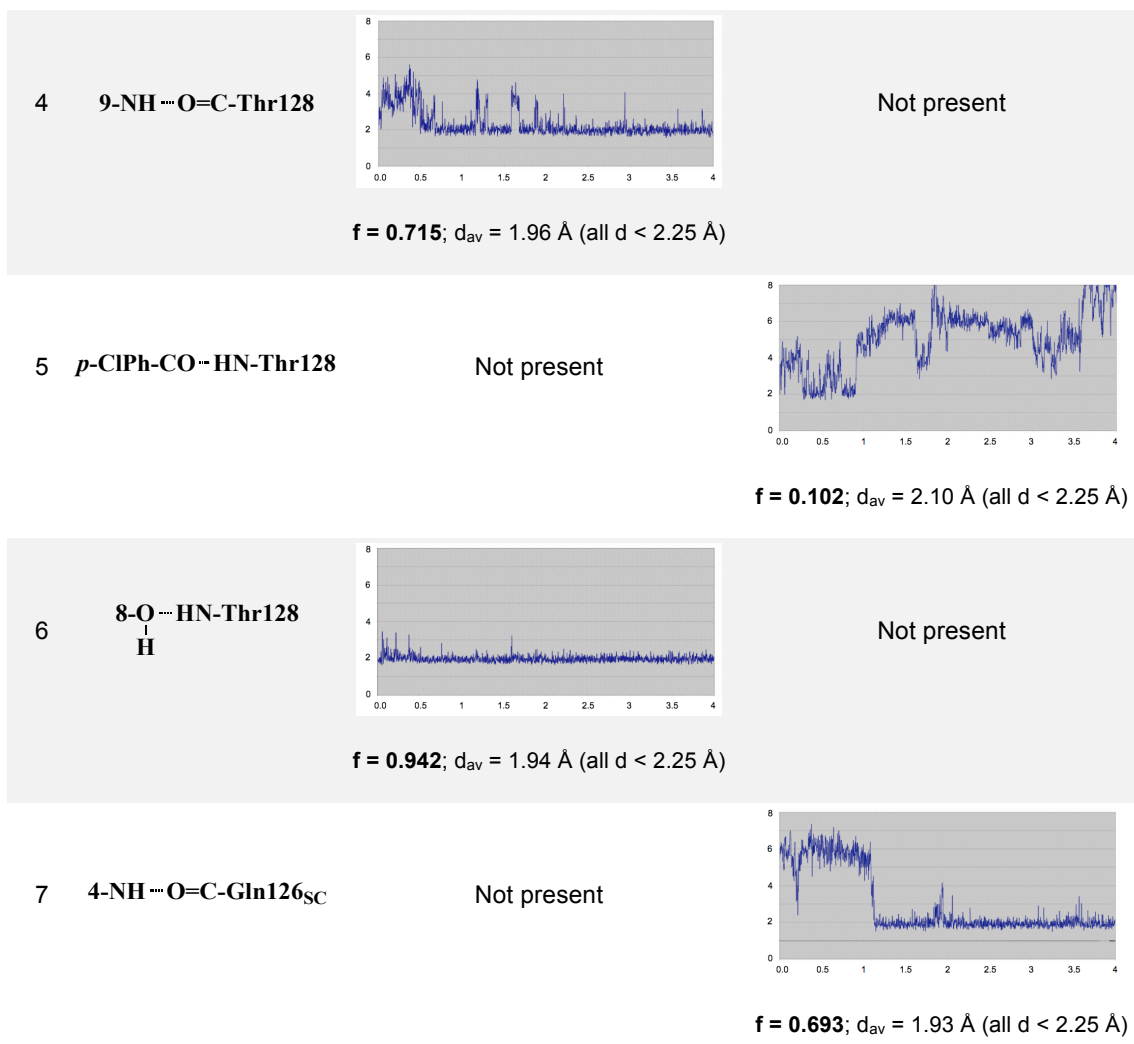 8
6
4
2
0
0.0 0.5 1 1.5 2 2.5 3 3.5 4
4 9-NH┈O=C-Thr128 Not present
f = 0.715; dav = 1.96 Å (all d < 2.25 Å)
8
6
4
2
0
0.0 0.5 1 1.5 2 2.5 3 3.5 4
5 p-ClPh-CO┈HN-Thr128 Not present
f = 0.102; dav = 2.10 Å (all d < 2.25 Å)
8
6
4
2
0
0.0 0.5 1 1.5 2 2.5 3 3.5 4
6 8-O┈HN-Thr128 Not present
H
f = 0.942; dav = 1.94 Å (all d < 2.25 Å)
8
6
4
2
0
0.0 0.5 1 1.5 2 2.5 3 3.5 4
7 4-NH┈O=C-Gln126SC Not present
f = 0.693; dav = 1.93 Å (all d < 2.25 Å)